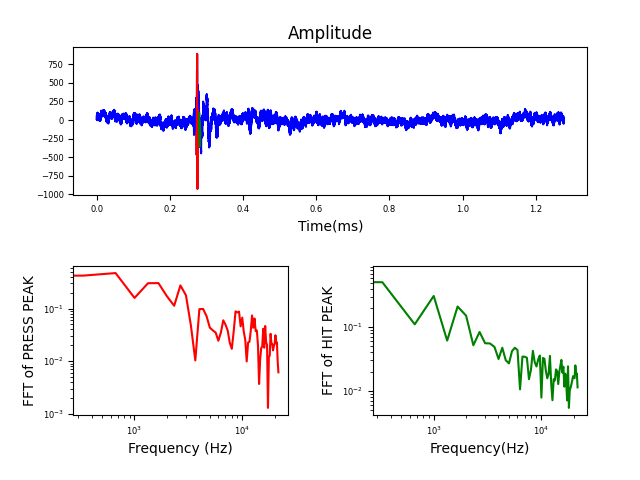 Amplitude
750
500
250
0
−250
−500
−750
−1000
0.0 0.2 0.4 0.6 0.8 1.0 1.2
Time(ms)
FFT of PRESS PEAK
10⁻¹
10⁻²
10⁻³
10³ 10⁴
Frequency (Hz)
FFT of HIT PEAK
10⁻¹
10⁻²
10³ 10⁴
Frequency(Hz)